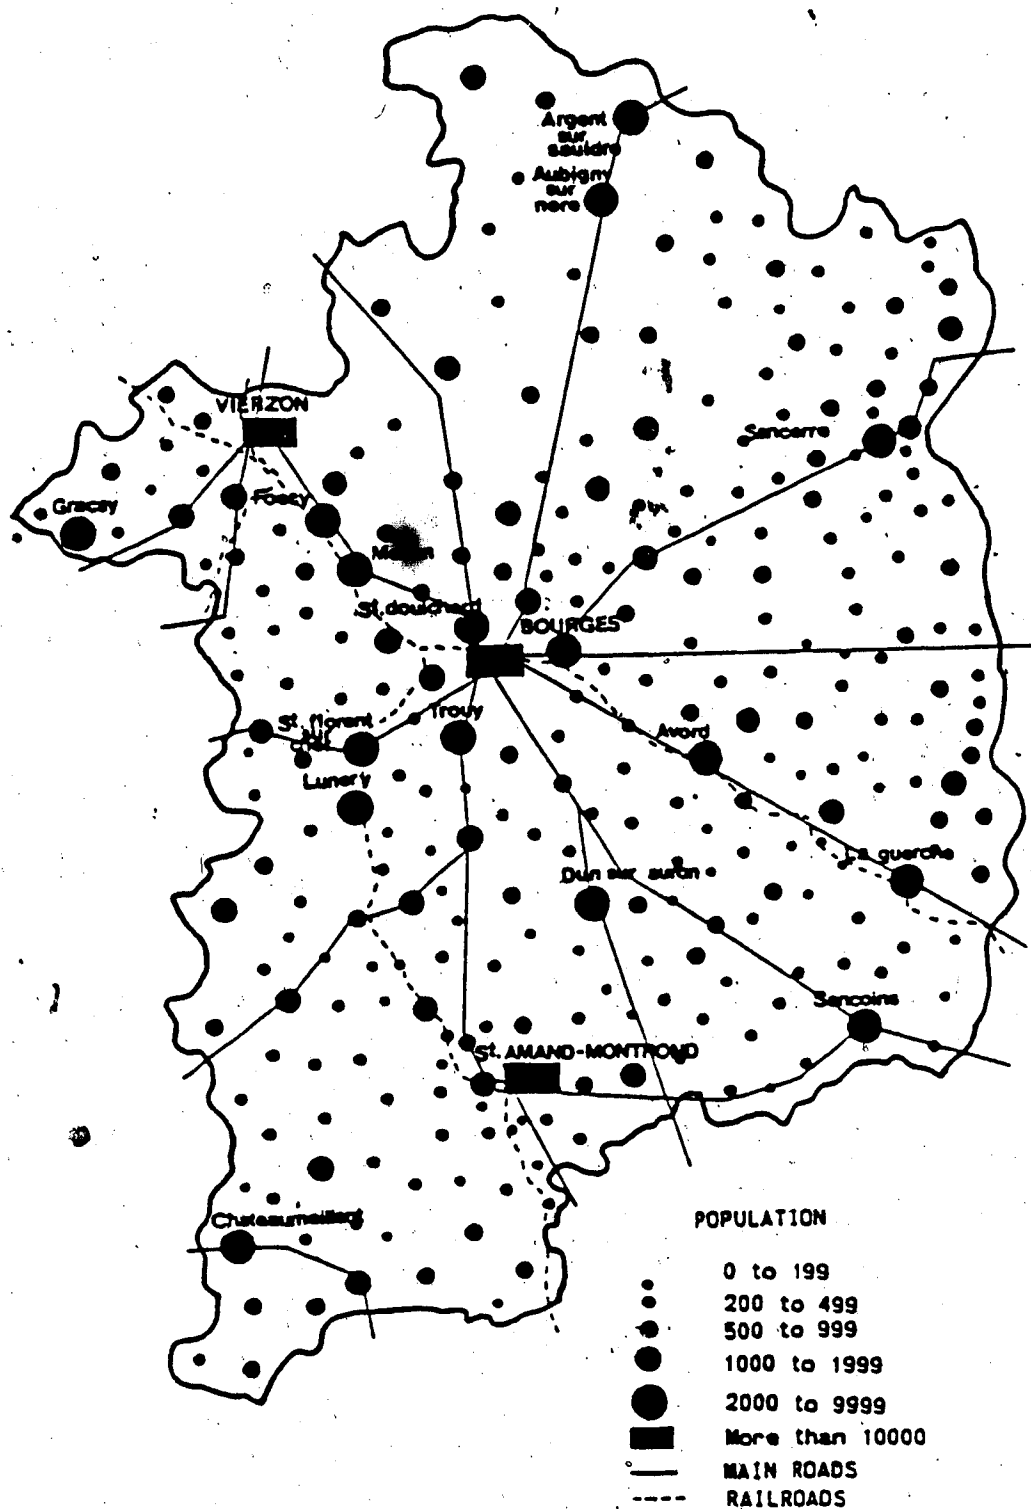 Argent
sur
sauldre
Aubigny
sur
nere
VIERZON
Sancerre
Gracay
Foecy
St. doulchard
BOURGES
St. florent
sur
cher
Trouy
Avord
Lunery
La guerche
Dun sur auron
Sancoins
St. AMAND-MONTROND
Chateaumeillant
POPULATION
0 to 199
200 to 499
500 to 999
1000 to 1999
2000 to 9999
More than 10000
MAIN ROADS
RAILROADS